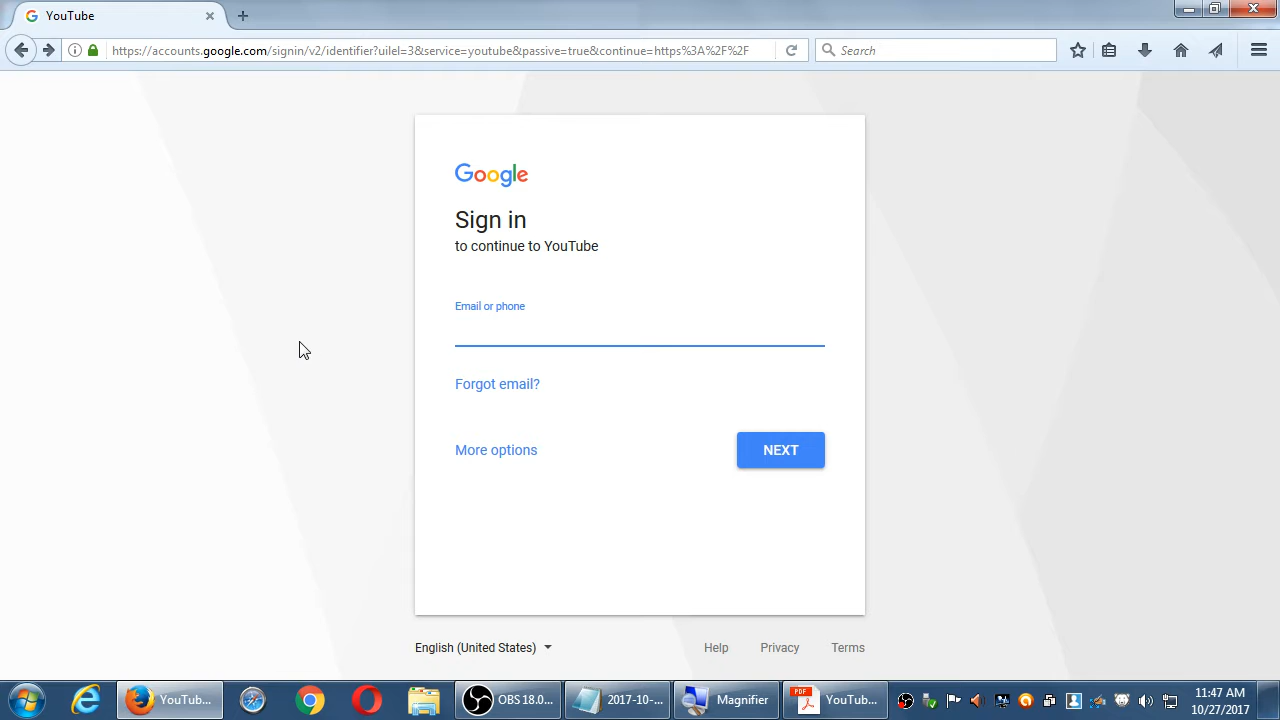 YouTube
https://accounts.google.com/signin/v2/identifier?uilel=3&service=youtube&passive=true&continue=https%3A%2F%2F
Search
Google
Sign in
to continue to YouTube
Email or phone
Forgot email?
More options
NEXT
English (United States)
Help
Privacy
Terms
YouTub...
OBS 18.0...
2017-10-...
Magnifier
PDF
YouTub...
11:47 AM
10/27/2017